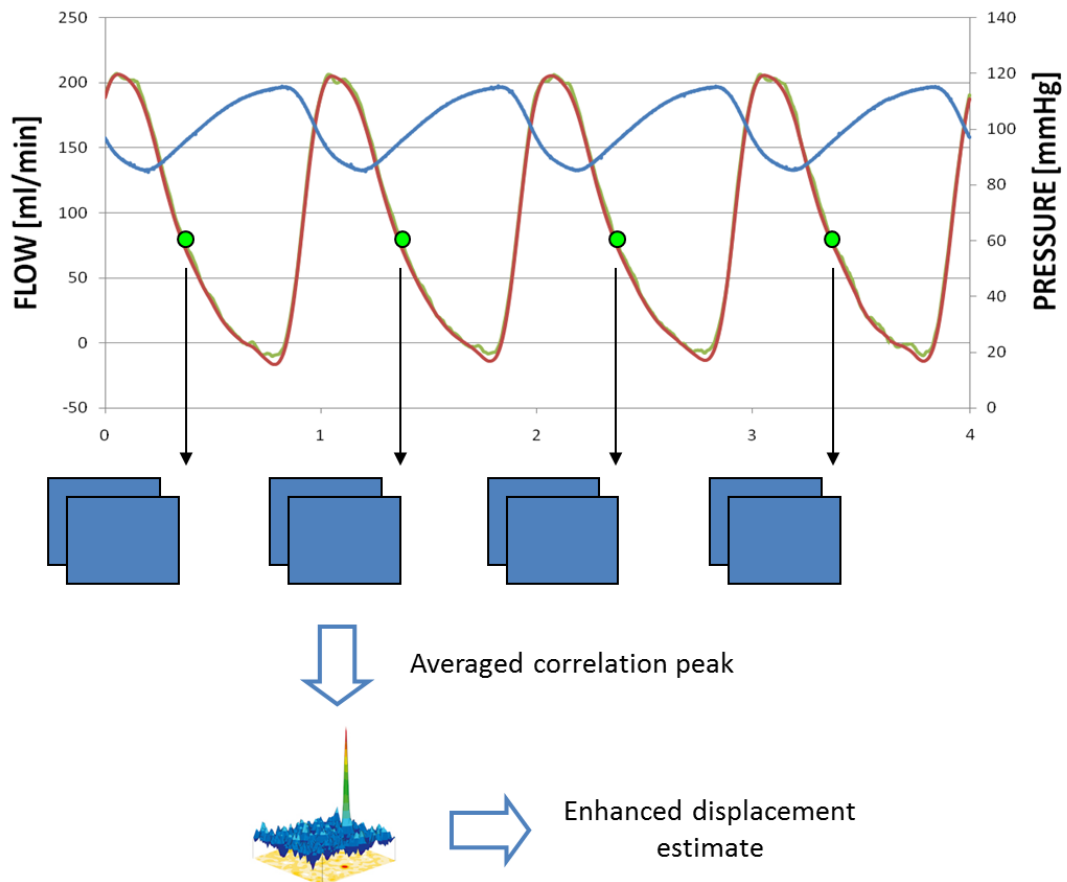 FLOW [ml/min]
250
200
150
100
50
0
-50
140
120
100
80
60
40
20
0
PRESSURE [mmHg]
0 1 2 3 4
Averaged correlation peak
Enhanced displacement
estimate